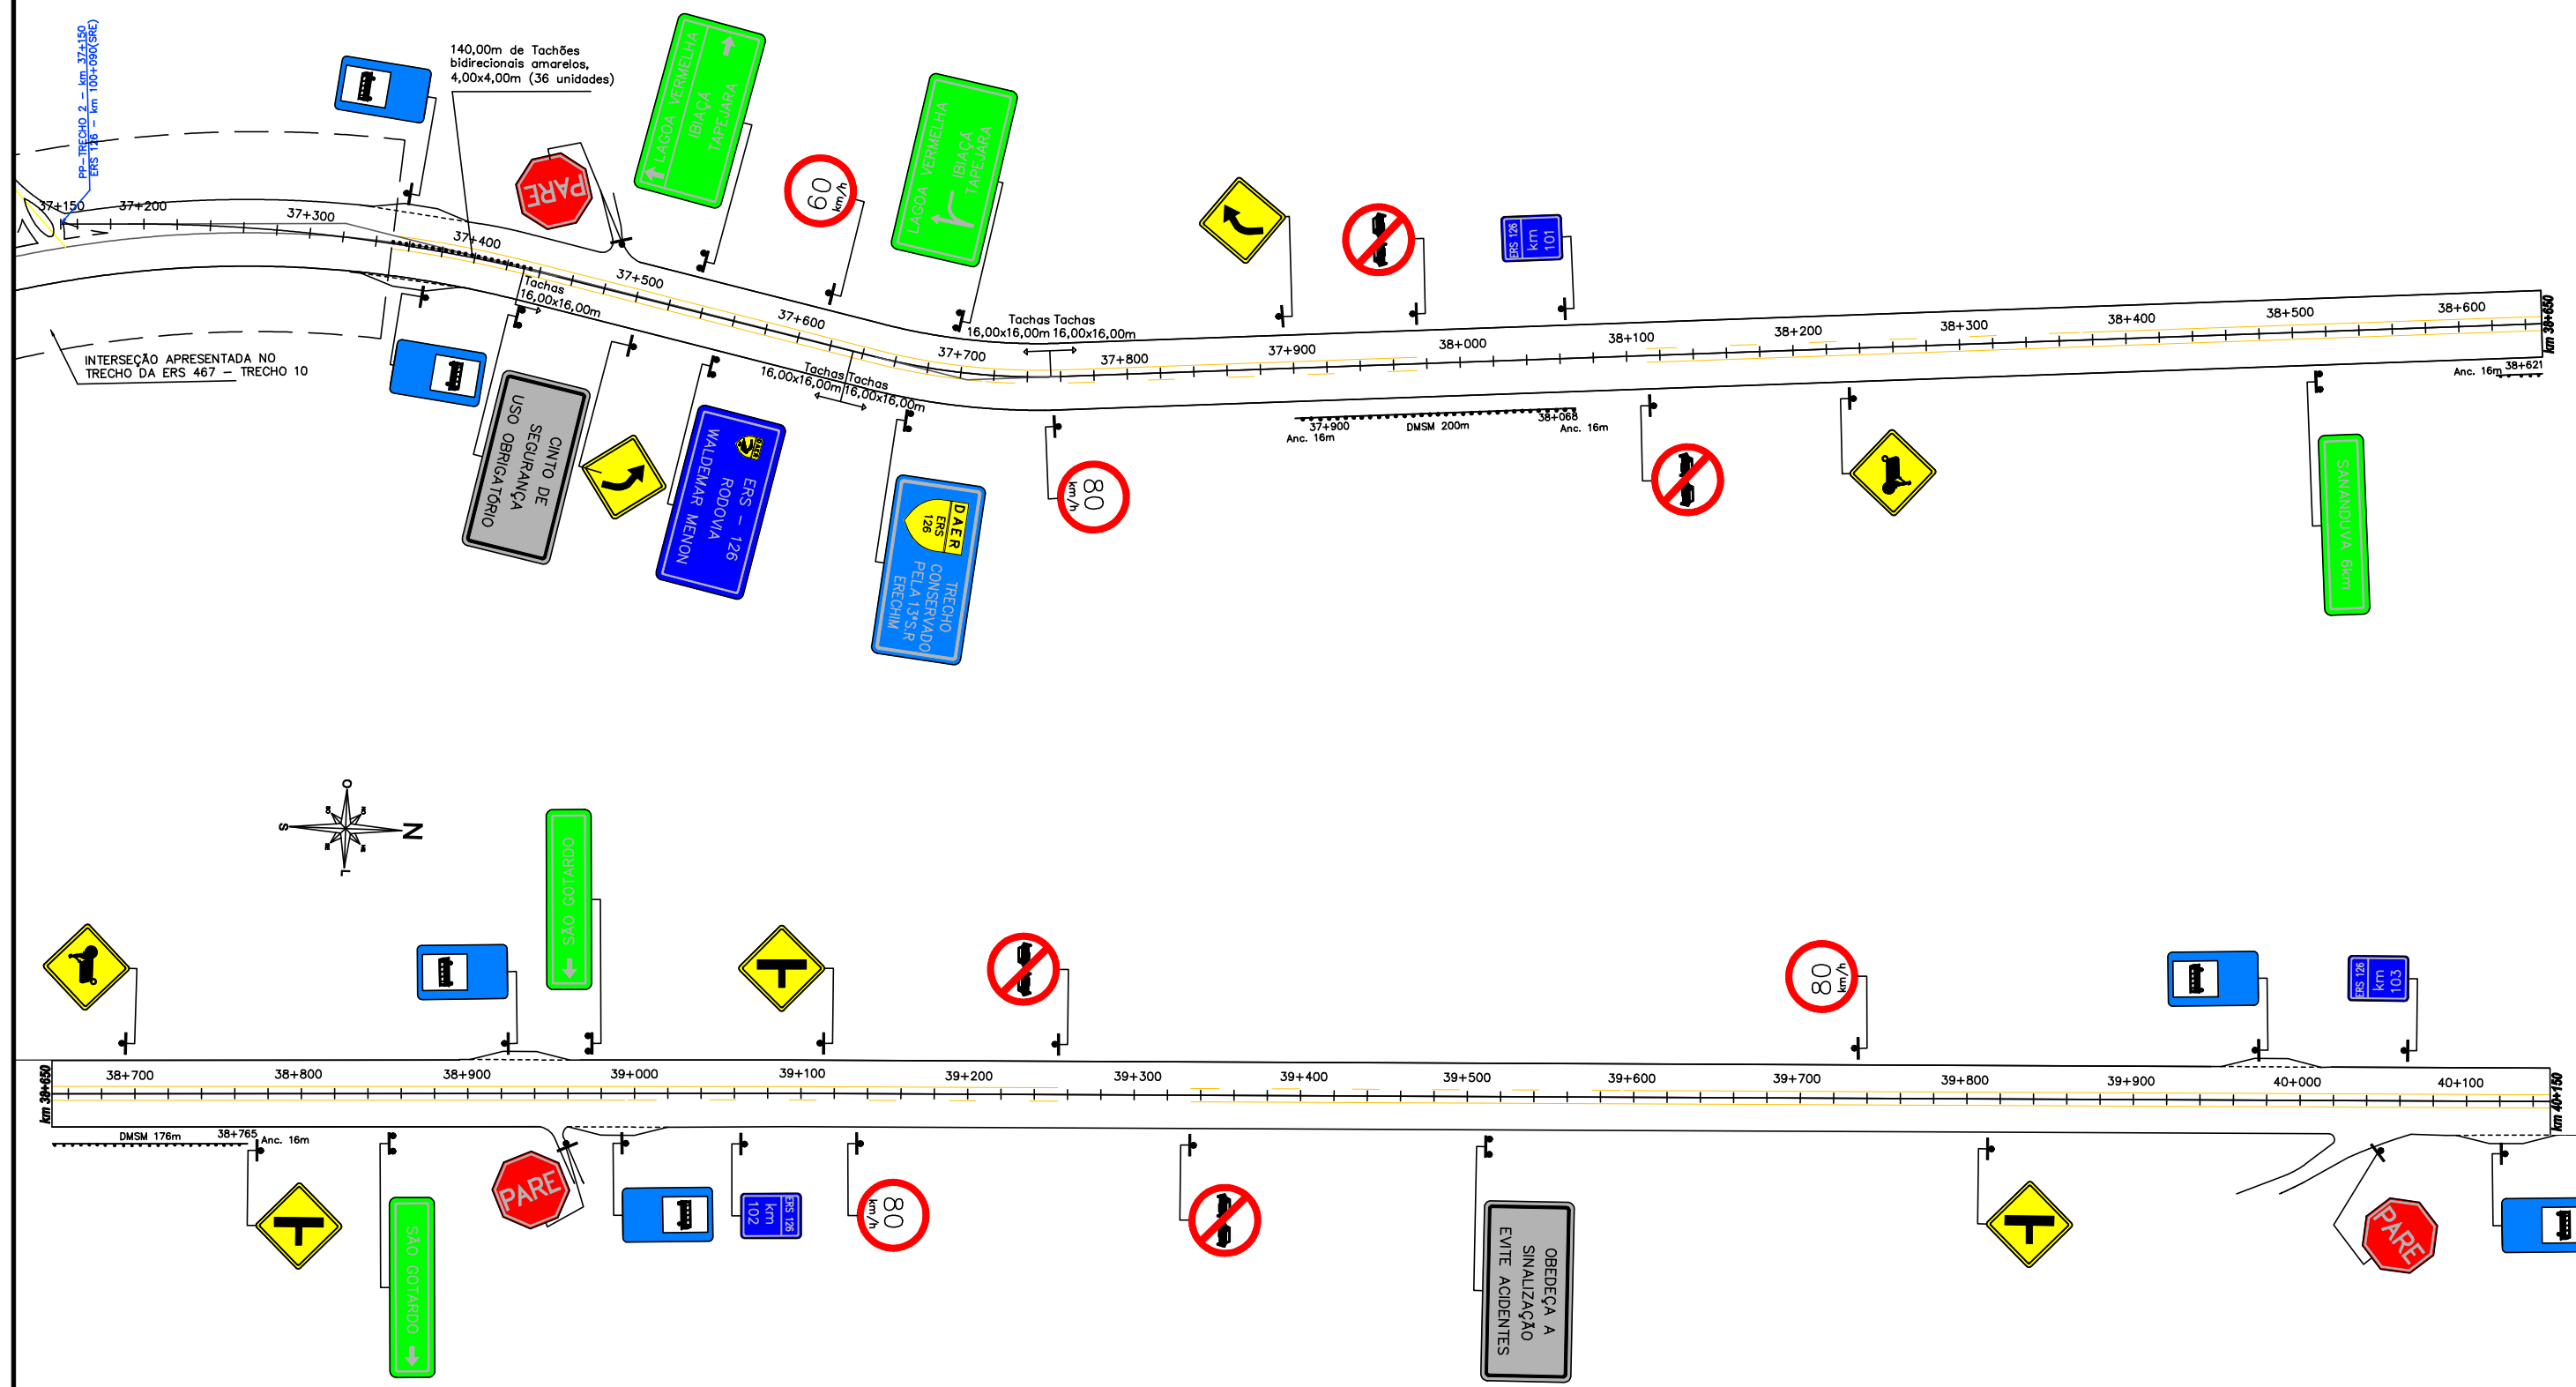 PP-TRECHO 2 - km 37+150
ERS 126 - km 100+090(SRE)
140,00m de Tachões
bidirecionais amarelos,
4,00x4,00m (36 unidades)
PARE
LAGOA VERMELHA
IBIAÇÁ
TAPEJARA
60
km/h
LAGOA VERMELHA
IBIAÇÁ
TAPEJARA
ERS 126
km
101
37+150
37+200
37+300
37+400
37+500
37+600
37+700
37+800
37+900
38+000
38+100
38+200
38+300
38+400
38+500
38+600
km 38+650
Tachas
16,00x16,00m
Tachas Tachas
16,00x16,00m 16,00x16,00m
Tachas Tachas
16,00x16,00m 16,00x16,00m
INTERSEÇÃO APRESENTADA NO
TRECHO DA ERS 467 - TRECHO 10
CINTO DE
SEGURANÇA
USO OBRIGATÓRIO
DAER
ERS - 126
RODOVIA
WALDEMAR MENON
DAER
ERS
126
TRECHO
CONSERVADO
PELA 13ªS.R
ERECHIM
80
km/h
37+900
Anc. 16m
DMSM 200m
38+068
Anc. 16m
SANANDUVA 6km
Anc. 16m
38+621
O
S
N
L
SÃO GOTARDO
80
km/h
ERS 126
km
103
km 38+650
38+700
38+800
38+900
39+000
39+100
39+200
39+300
39+400
39+500
39+600
39+700
39+800
39+900
40+000
40+100
km 40+150
DMSM 176m
38+765
Anc. 16m
SÃO GOTARDO
PARE
ERS 126
km
102
80
km/h
OBEDEÇA A
SINALIZAÇÃO
EVITE ACIDENTES
PARE